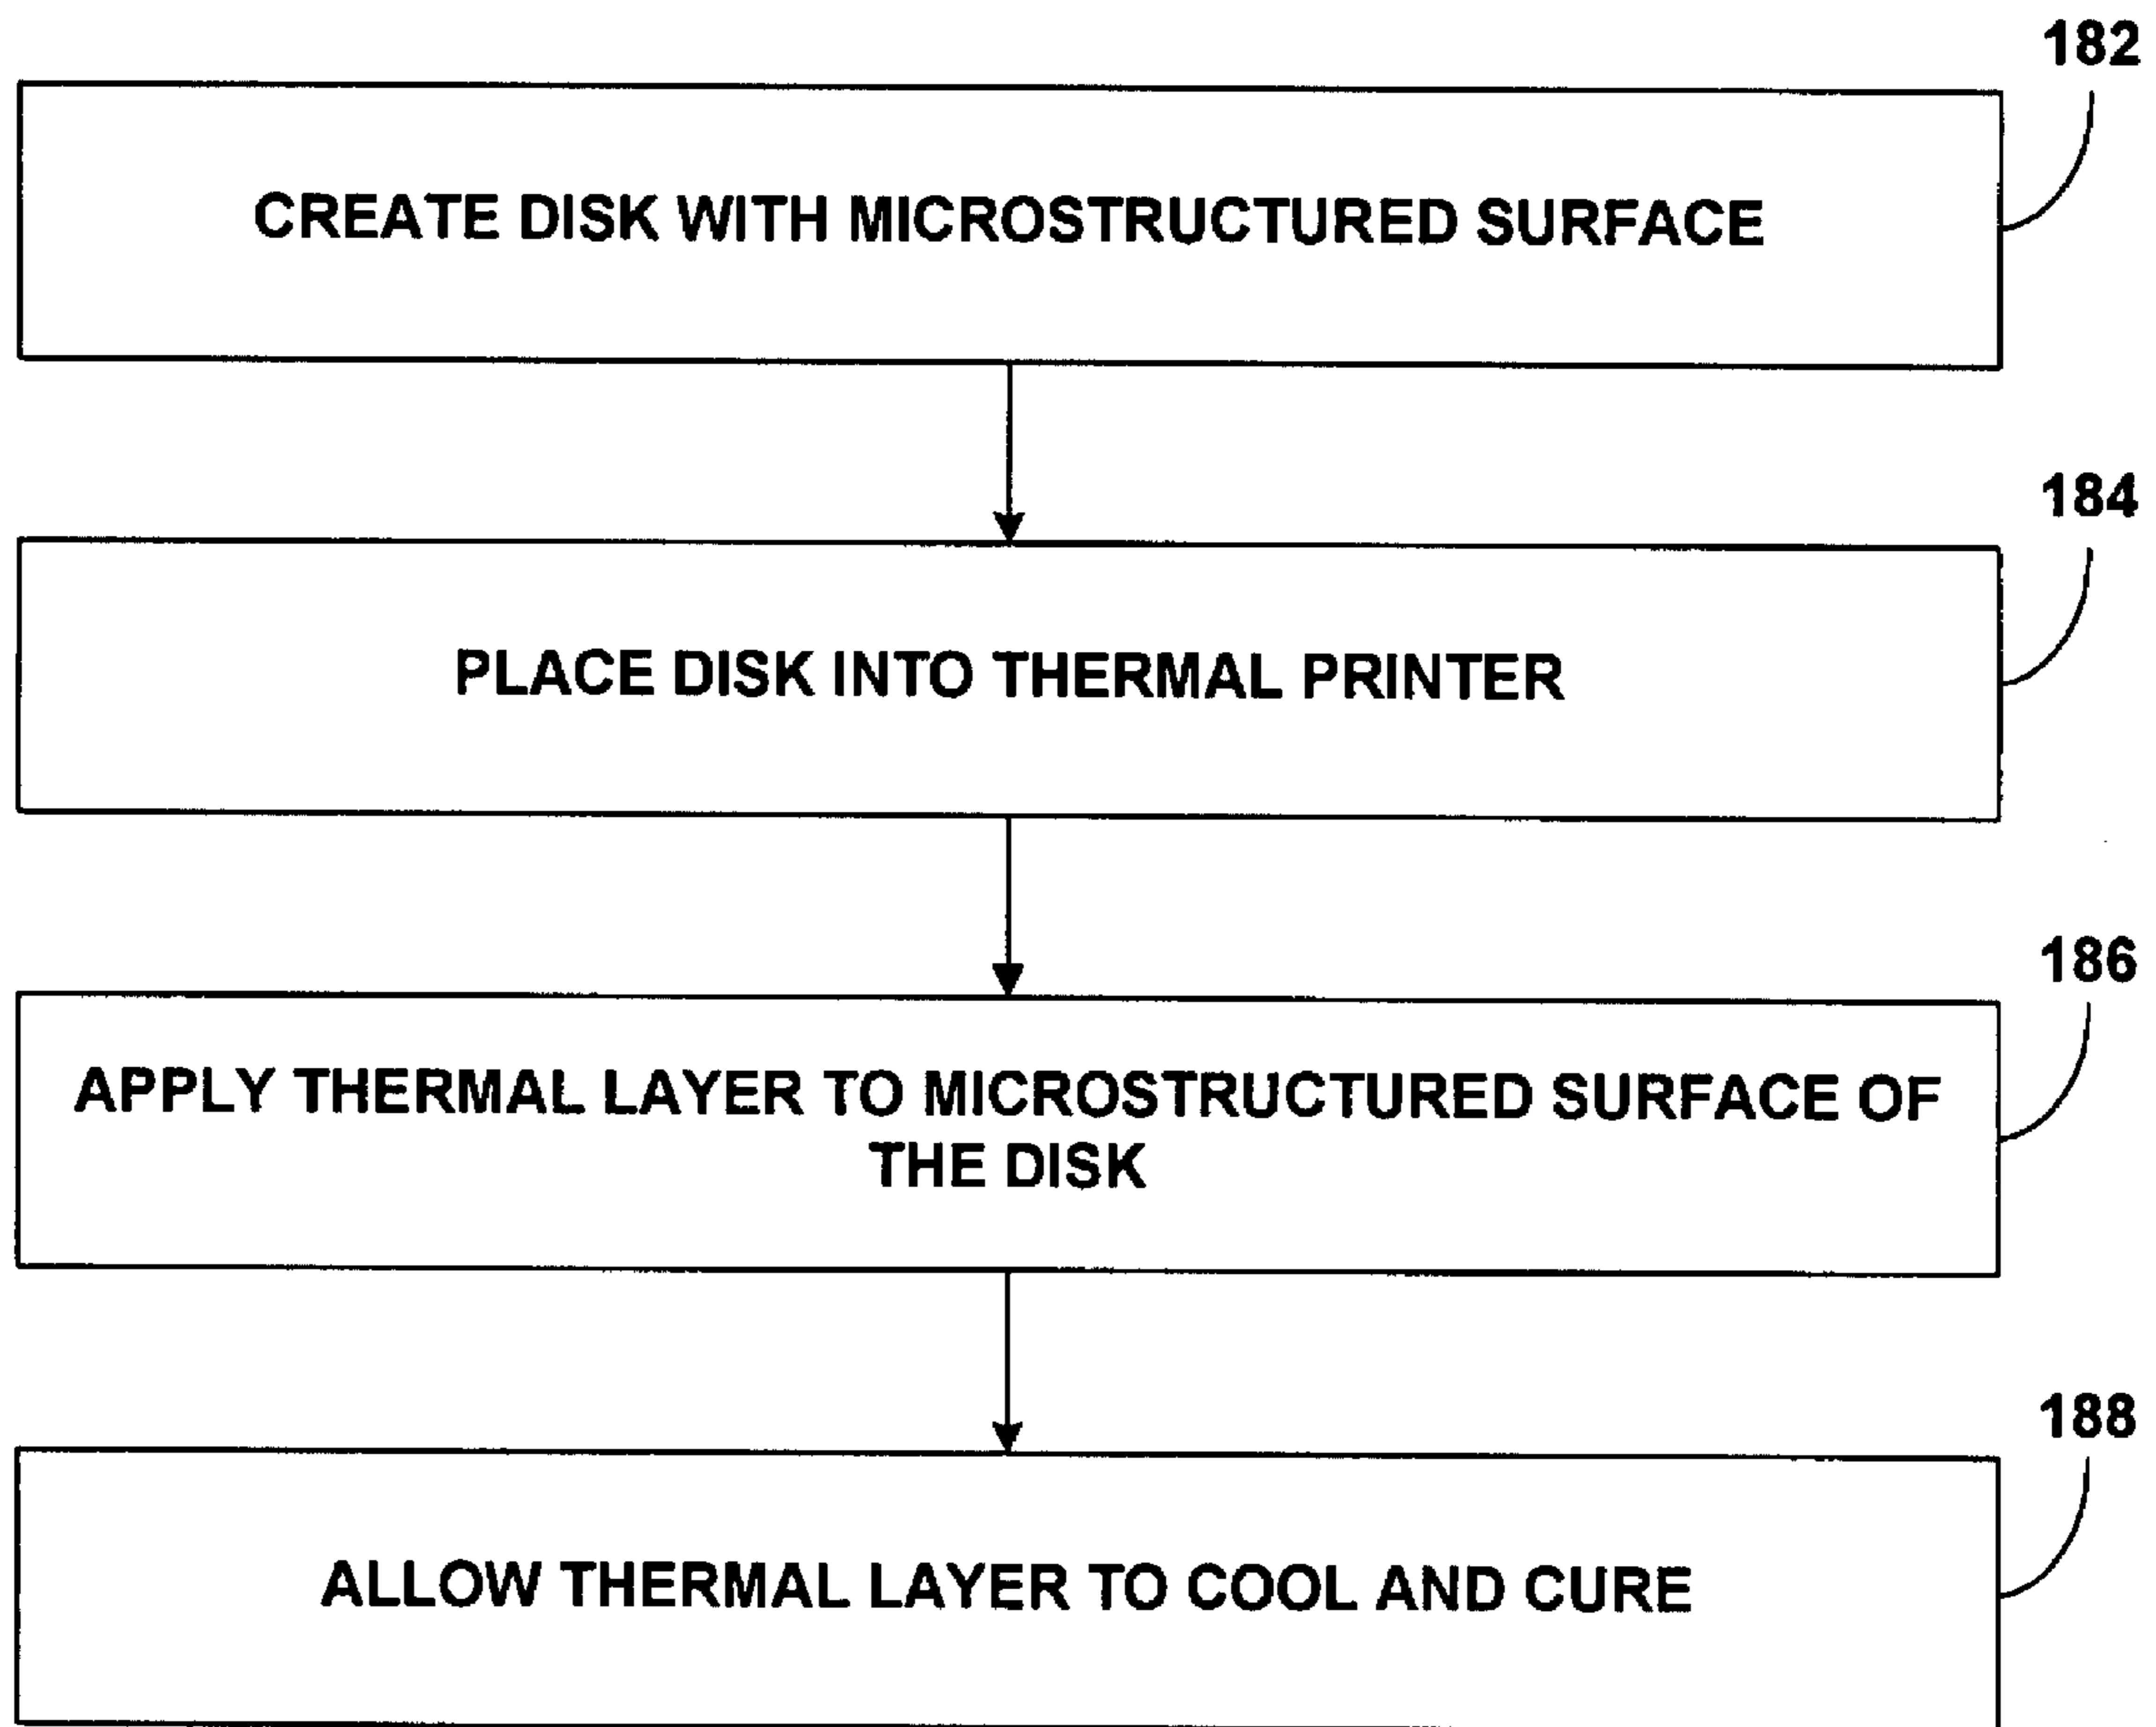 182
CREATE DISK WITH MICROSTRUCTURED SURFACE
184
PLACE DISK INTO THERMAL PRINTER
186
APPLY THERMAL LAYER TO MICROSTRUCTURED SURFACE OF
THE DISK
188
ALLOW THERMAL LAYER TO COOL AND CURE